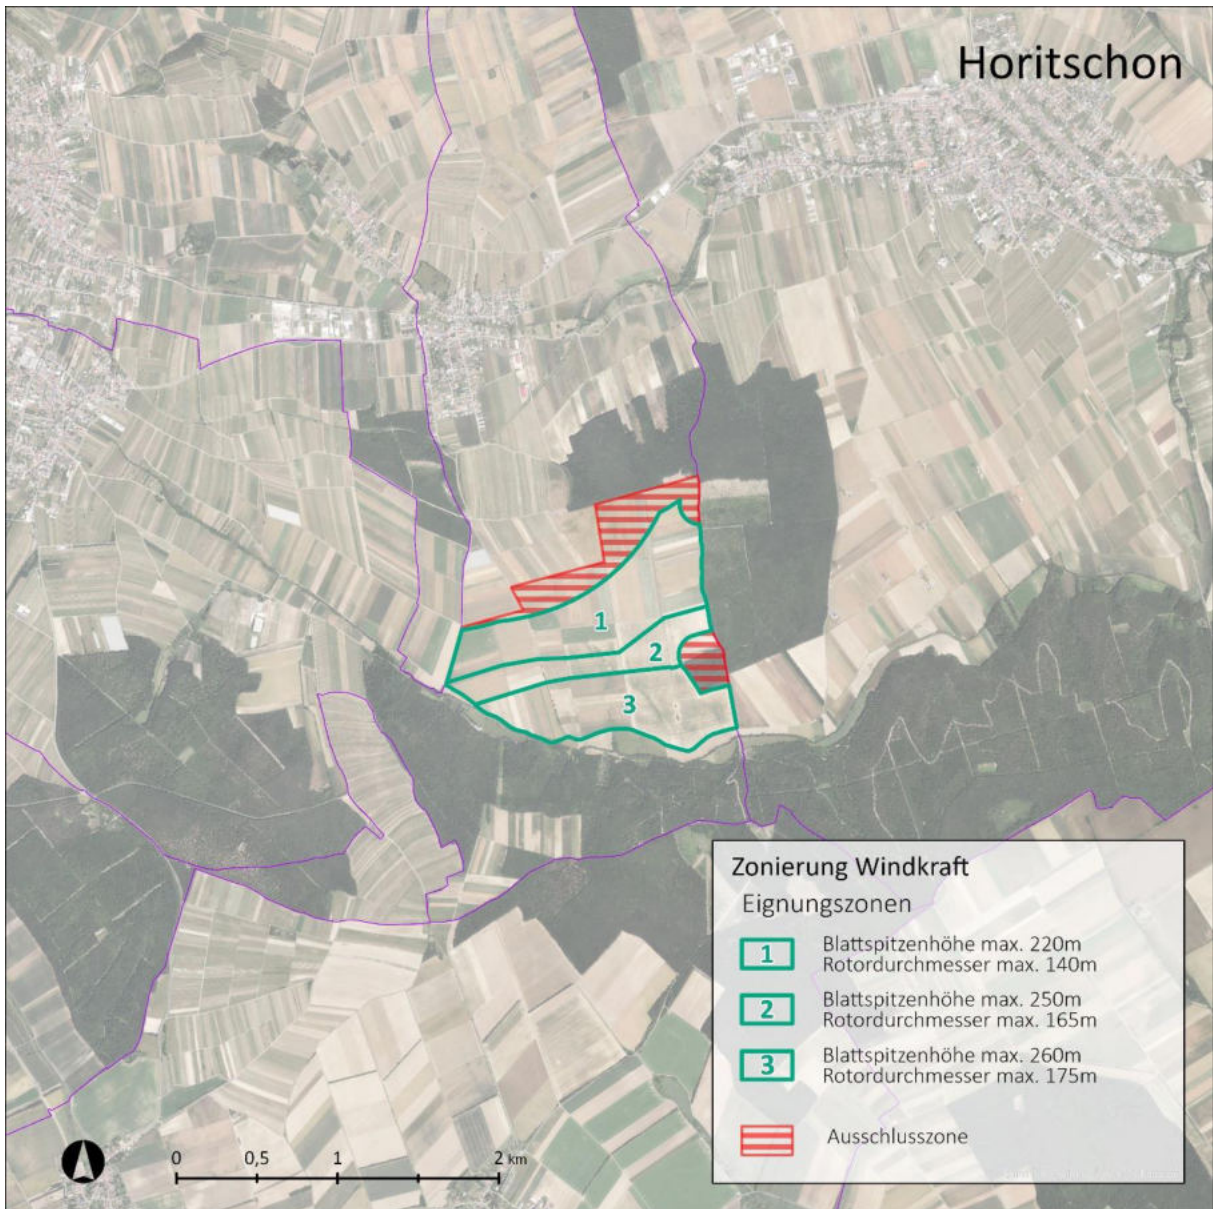 Horitschon
1
2
3
Zonierung Windkraft
Eignungszonen
1 Blattspitzenhöhe max. 220m
Rotordurchmesser max. 140m
2 Blattspitzenhöhe max. 250m
Rotordurchmesser max. 165m
3 Blattspitzenhöhe max. 260m
Rotordurchmesser max. 175m
Ausschlusszone
0 0,5 1 2 km